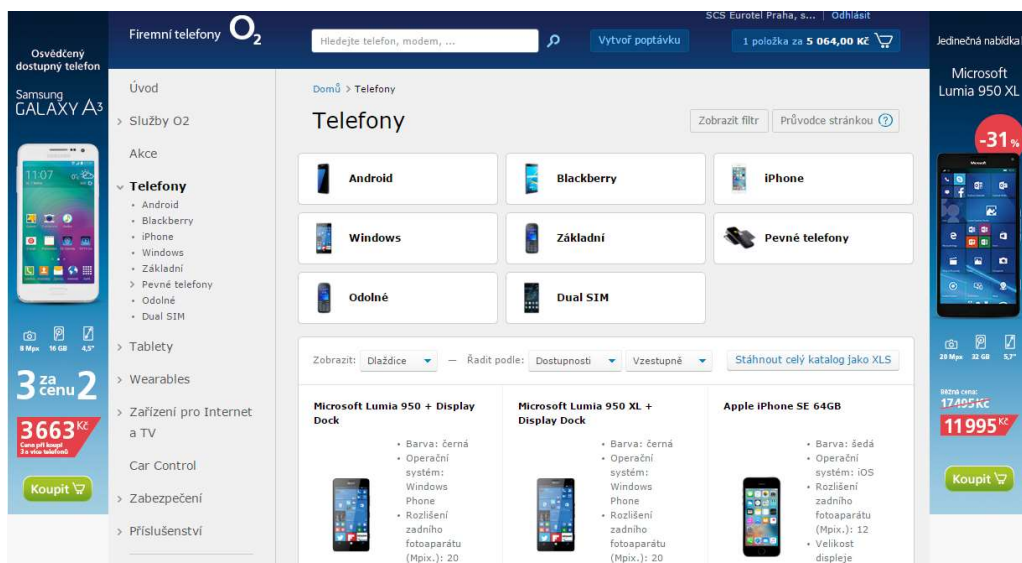 Osvědčený
dostupný telefon
Samsung
GALAXY A3
11:07
8 Mpx 16 GB 4,5"
3 za cenu 2
3663 Kč
Cena při koupi
3 a více telefonů
Koupit
Firemní telefony O2
Hledejte telefon, modem, ...
Vytvoř poptávku
SCS Eurotel Praha, s... | Odhlásit
1 položka za 5 064,00 Kč
Úvod
> Služby O2
Akce
Telefony
• Android
• Blackberry
• iPhone
• Windows
• Základní
> Pevné telefony
• Odolné
• Dual SIM
> Tablety
> Wearables
> Zařízení pro Internet
a TV
Car Control
> Zabezpečení
> Příslušenství
Domů > Telefony
Telefony
Zobrazit filtr
Průvodce stránkou ?
Android
Blackberry
iPhone
Windows
Základní
Pevné telefony
Odolné
Dual SIM
Zobrazit: Dlaždice — Řadit podle: Dostupnosti Vzestupně
Stáhnout celý katalog jako XLS
Microsoft Lumia 950 + Display
Dock
• Barva: černá
• Operační
systém:
Windows
Phone
• Rozlišení
zadního
fotoaparátu
(Mpix.): 20
Microsoft Lumia 950 XL +
Display Dock
• Barva: černá
• Operační
systém:
Windows
Phone
• Rozlišení
zadního
fotoaparátu
(Mpix.): 20
Apple iPhone SE 64GB
• Barva: šedá
• Operační
systém: iOS
• Rozlišení
zadního
fotoaparátu
(Mpix.): 12
• Velikost
displeje
Jedinečná nabídka
Microsoft
Lumia 950 XL
-31%
20 Mpx 32 GB 5,7"
Běžná cena:
17495 Kč
11995 Kč
Koupit